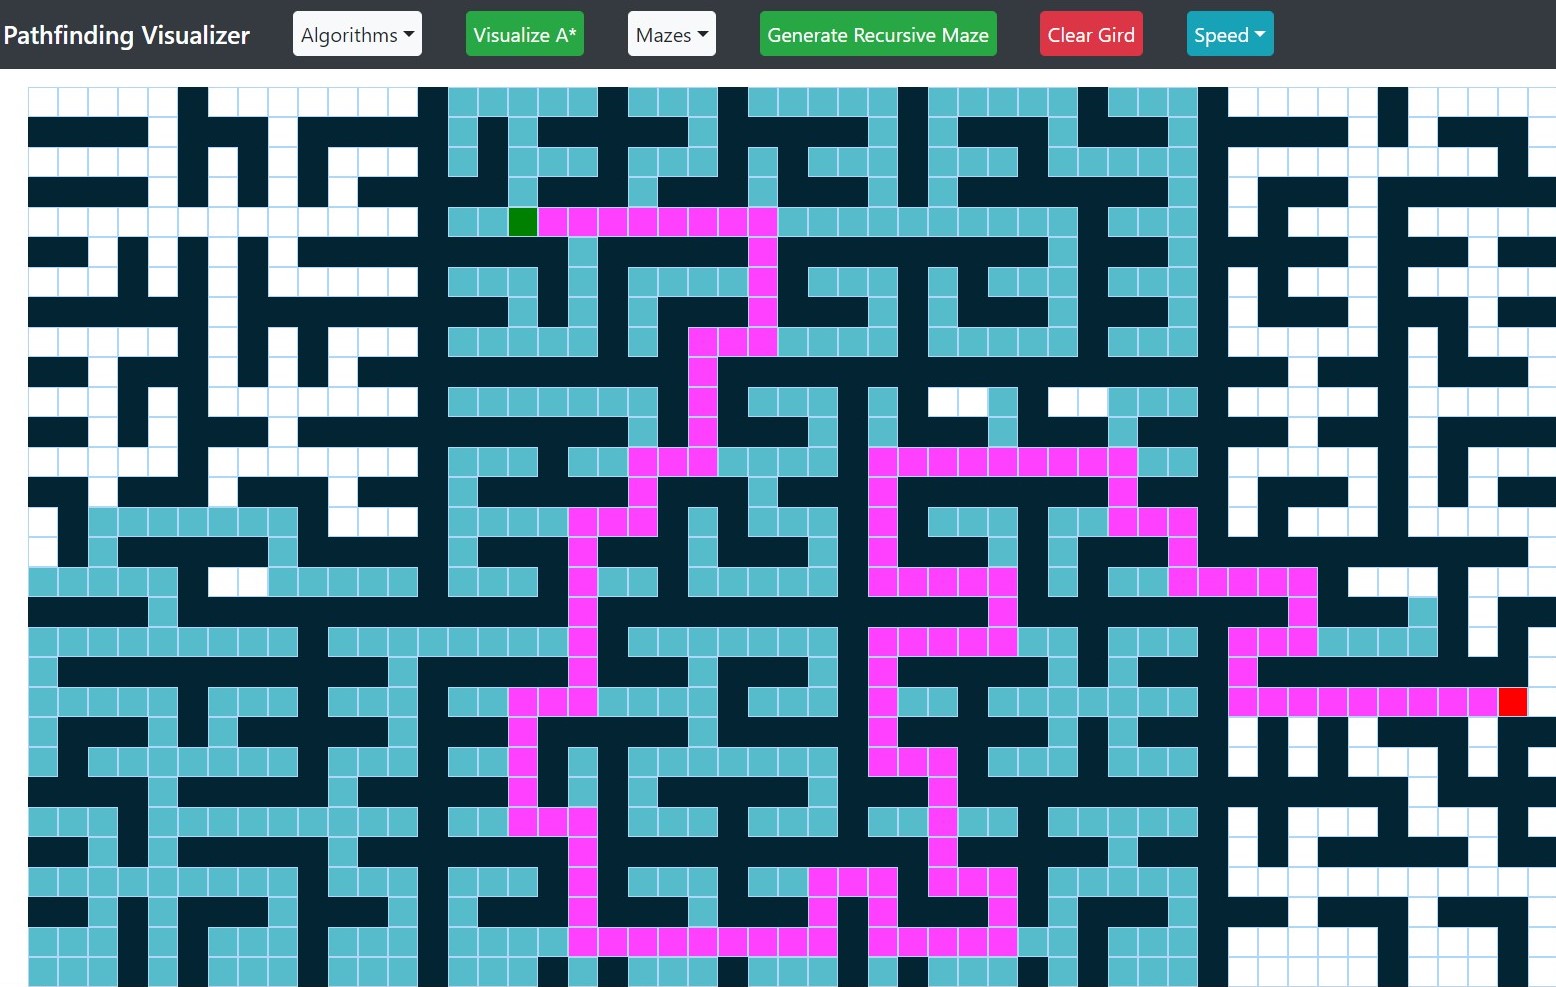 Pathfinding Visualizer
Algorithms
Visualize A*
Mazes
Generate Recursive Maze
Clear Gird
Speed